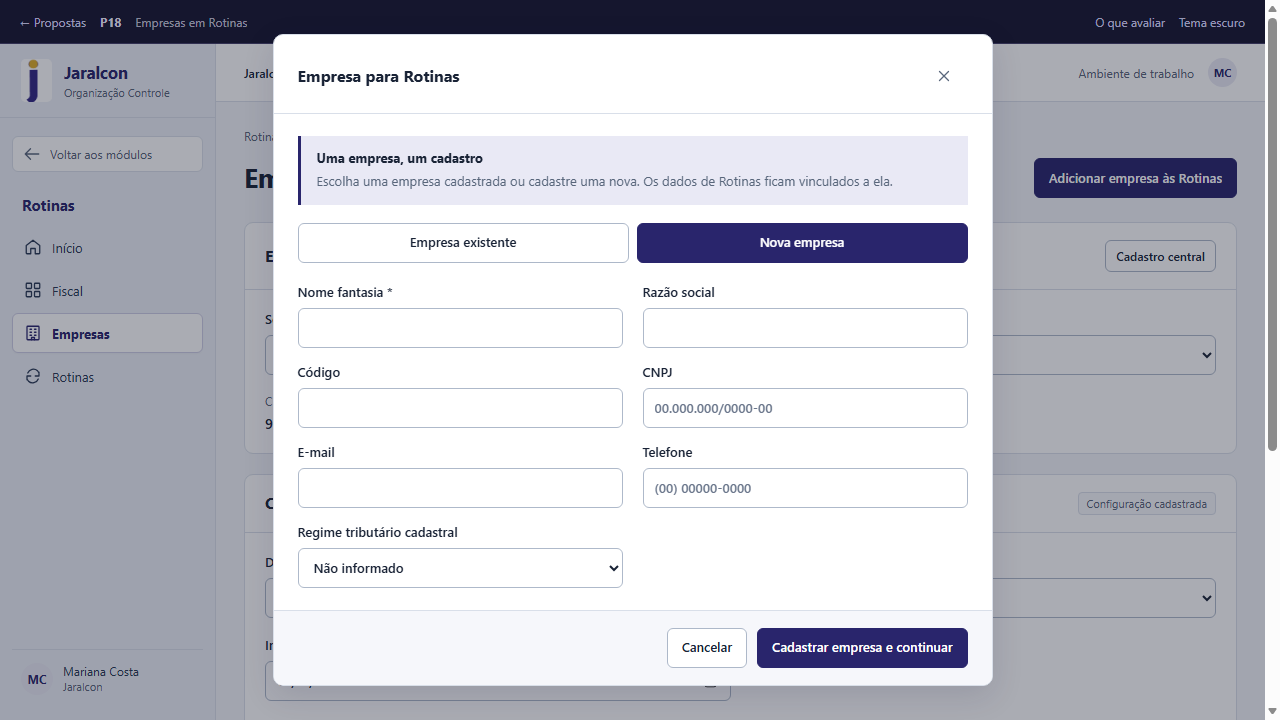 ← Propostas P18 Empresas em Rotinas
O que avaliar Tema escuro
Jaralcon
Organização Controle
Ambiente de trabalho MC
Voltar aos módulos
Rotinas
Início
Fiscal
Empresas
Rotinas
MC Mariana Costa
Jaralcon
Adicionar empresa às Rotinas
Cadastro central
Configuração cadastrada
Empresa para Rotinas
Uma empresa, um cadastro
Escolha uma empresa cadastrada ou cadastre uma nova. Os dados de Rotinas ficam vinculados a ela.
Empresa existente Nova empresa
Nome fantasia * Razão social
Código CNPJ
00.000.000/0000-00
E-mail Telefone
(00) 00000-0000
Regime tributário cadastral
Não informado
Cancelar Cadastrar empresa e continuar